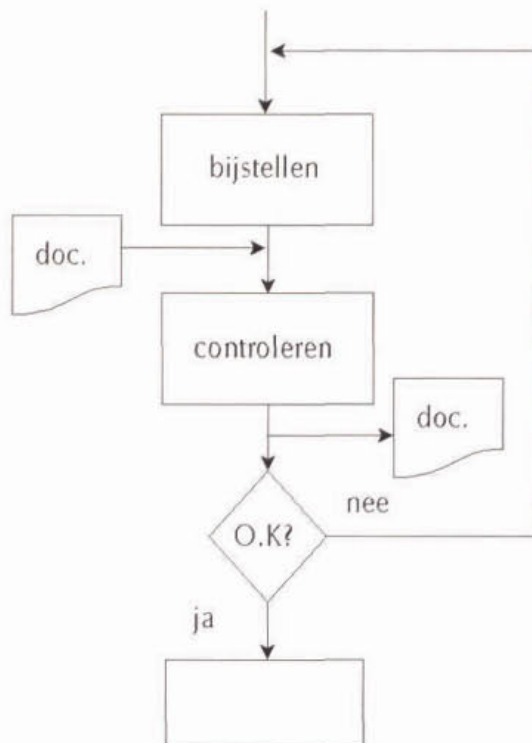 bijstellen
doc.
controleren
doc.
nee
O.K?
ja